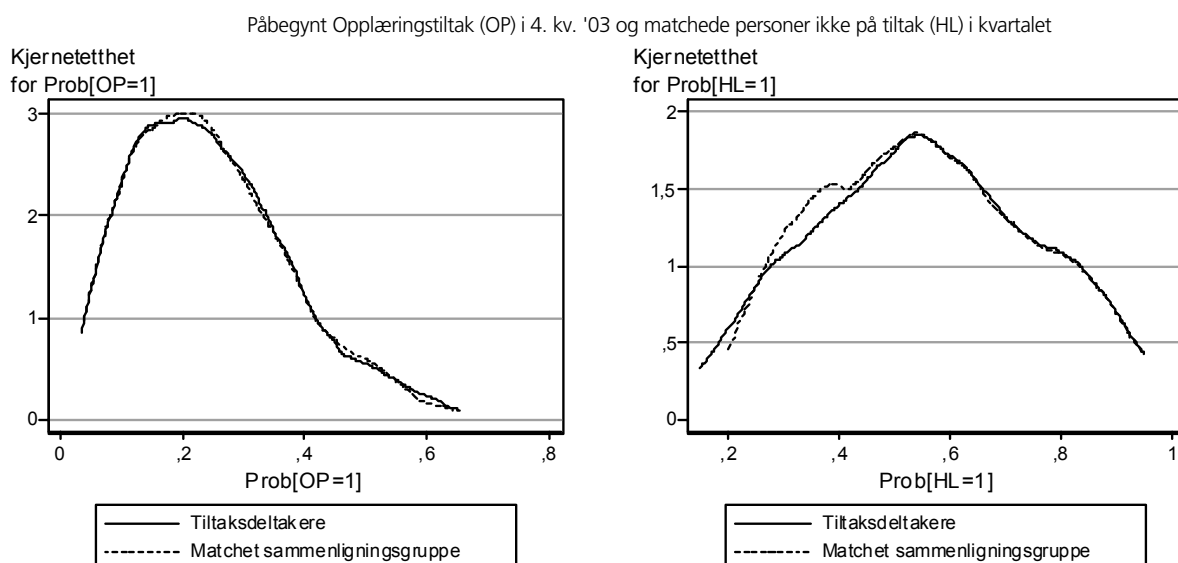 Påbegynt Opplæringstiltak (OP) i 4. kv. '03 og matchede personer ikke på tiltak (HL) i kvartalet
Kjernetetthet
for Prob[OP=1]
3
2
1
0
0 ,2 ,4 ,6 ,8
Prob[OP=1]
Tiltaksdeltakere
Matchet sammenligningsgruppe
Kjernetetthet
for Prob[HL=1]
2
1,5
1
,5
0
,2 ,4 ,6 ,8 1
Prob[HL=1]
Tiltaksdeltakere
Matchet sammenligningsgruppe